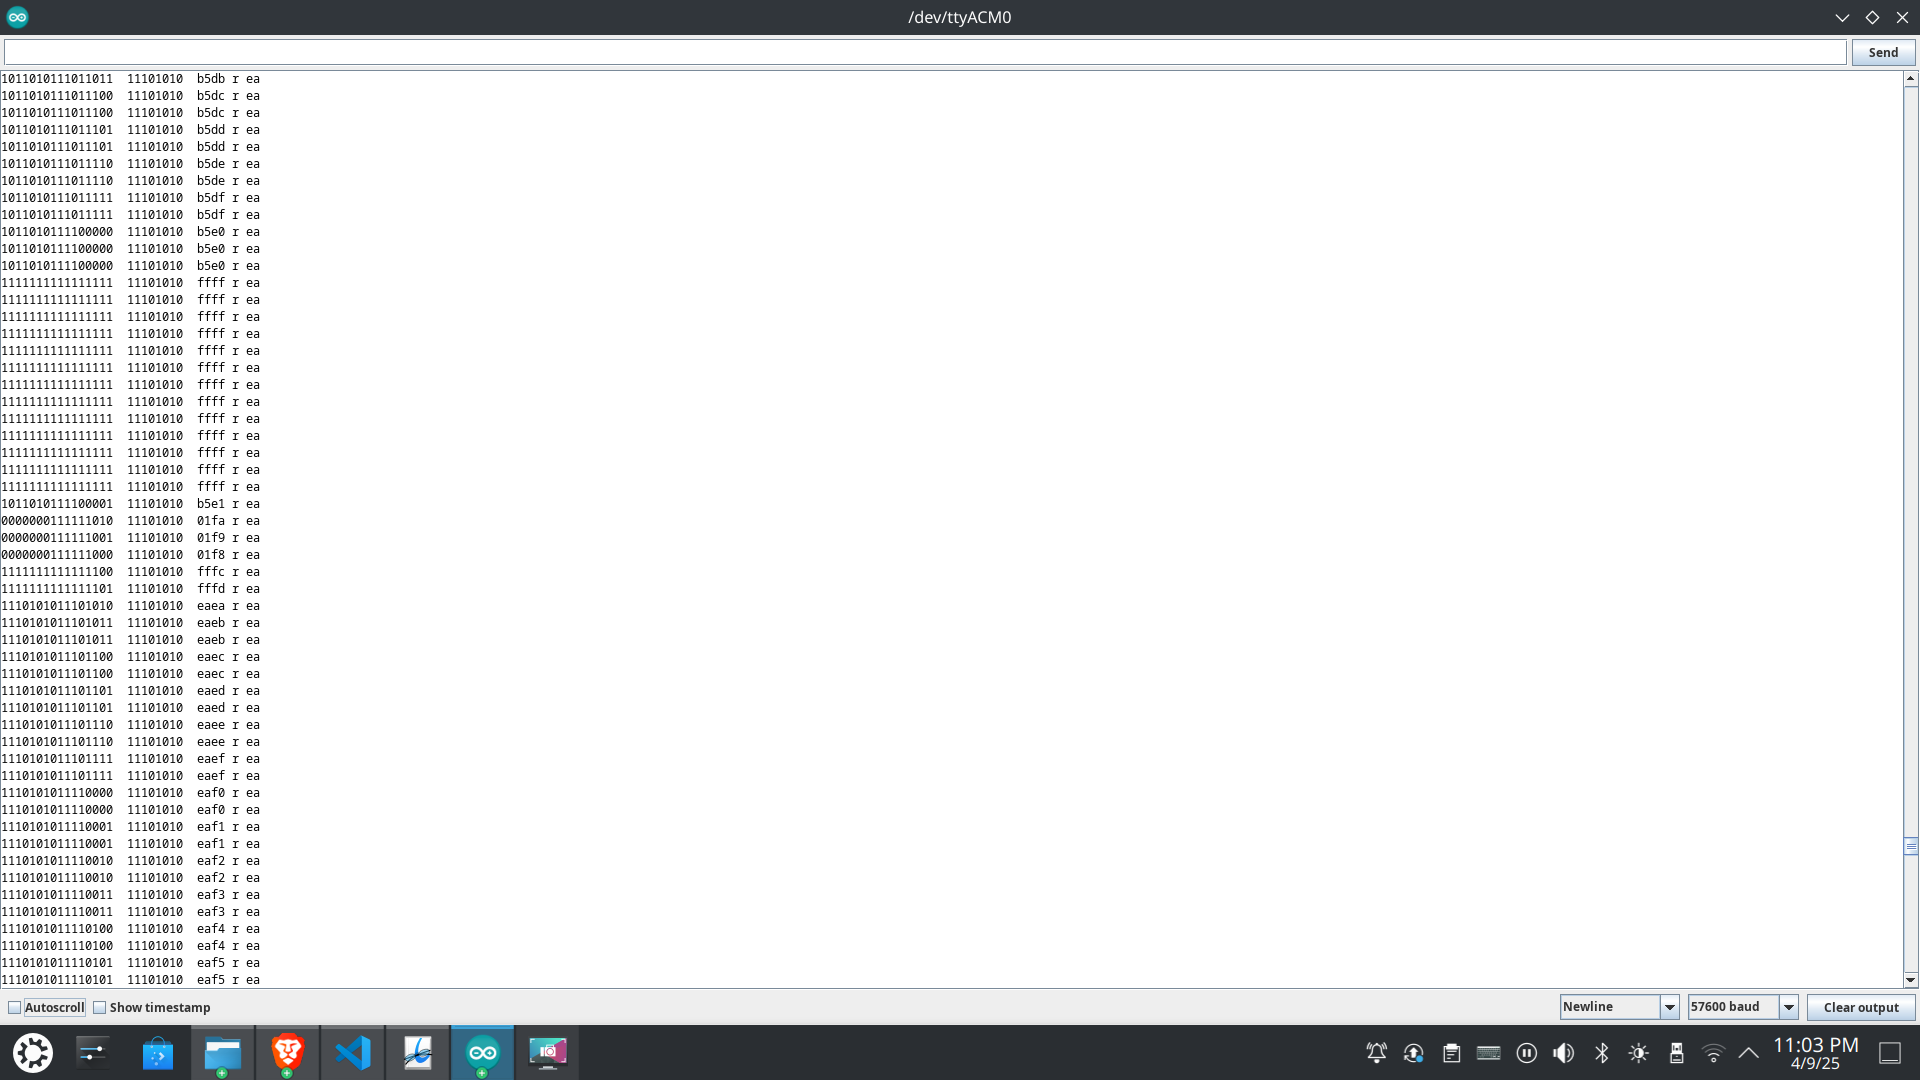 /dev/ttyACM0
Send
1011010111011011  11101010  b5db r ea
1011010111011100  11101010  b5dc r ea
1011010111011100  11101010  b5dc r ea
1011010111011101  11101010  b5dd r ea
1011010111011101  11101010  b5dd r ea
1011010111011110  11101010  b5de r ea
1011010111011110  11101010  b5de r ea
1011010111011111  11101010  b5df r ea
1011010111011111  11101010  b5df r ea
1011010111100000  11101010  b5e0 r ea
1011010111100000  11101010  b5e0 r ea
1011010111100000  11101010  b5e0 r ea
1111111111111111  11101010  ffff r ea
1111111111111111  11101010  ffff r ea
1111111111111111  11101010  ffff r ea
1111111111111111  11101010  ffff r ea
1111111111111111  11101010  ffff r ea
1111111111111111  11101010  ffff r ea
1111111111111111  11101010  ffff r ea
1111111111111111  11101010  ffff r ea
1111111111111111  11101010  ffff r ea
1111111111111111  11101010  ffff r ea
1111111111111111  11101010  ffff r ea
1111111111111111  11101010  ffff r ea
1111111111111111  11101010  ffff r ea
1011010111100001  11101010  b5e1 r ea
0000000111111010  11101010  01fa r ea
0000000111111001  11101010  01f9 r ea
0000000111111000  11101010  01f8 r ea
1111111111111100  11101010  fffc r ea
1111111111111101  11101010  fffd r ea
1110101011101010  11101010  eaea r ea
1110101011101011  11101010  eaeb r ea
1110101011101011  11101010  eaeb r ea
1110101011101100  11101010  eaec r ea
1110101011101100  11101010  eaec r ea
1110101011101101  11101010  eaed r ea
1110101011101101  11101010  eaed r ea
1110101011101110  11101010  eaee r ea
1110101011101110  11101010  eaee r ea
1110101011101111  11101010  eaef r ea
1110101011101111  11101010  eaef r ea
1110101011110000  11101010  eaf0 r ea
1110101011110000  11101010  eaf0 r ea
1110101011110001  11101010  eaf1 r ea
1110101011110001  11101010  eaf1 r ea
1110101011110010  11101010  eaf2 r ea
1110101011110010  11101010  eaf2 r ea
1110101011110011  11101010  eaf3 r ea
1110101011110011  11101010  eaf3 r ea
1110101011110100  11101010  eaf4 r ea
1110101011110100  11101010  eaf4 r ea
1110101011110101  11101010  eaf5 r ea
1110101011110101  11101010  eaf5 r ea
Autoscroll Show timestamp Newline 57600 baud Clear output
11:03 PM
4/9/25